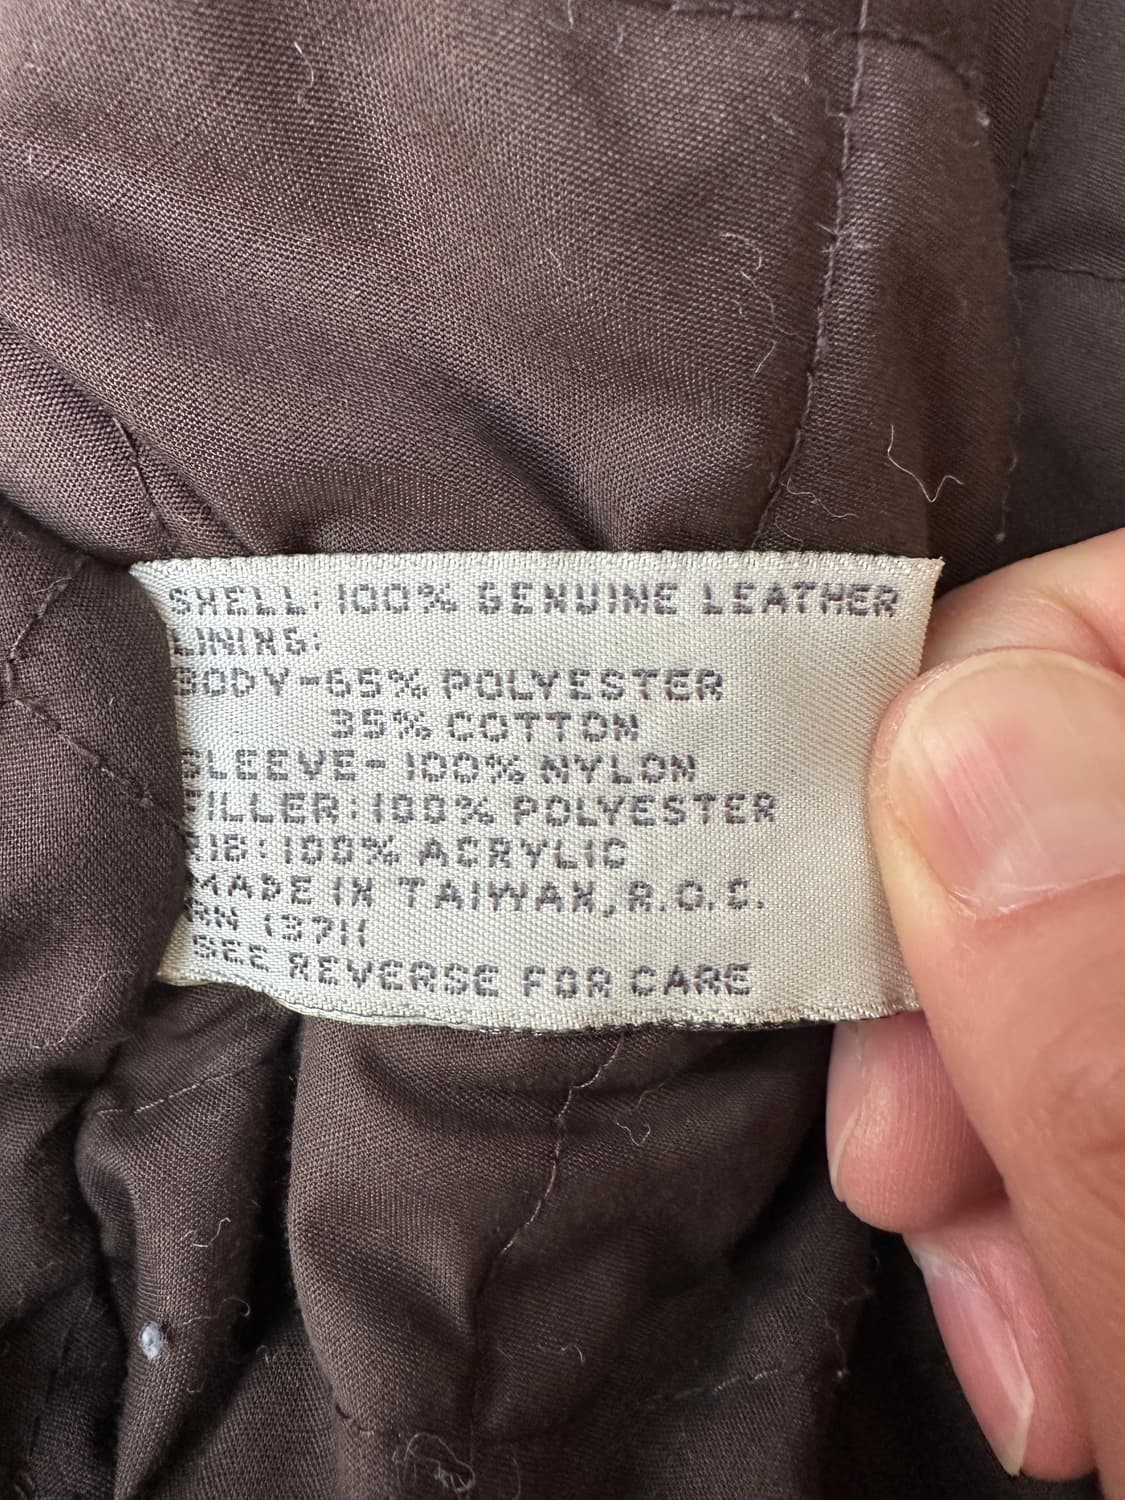 SHELL: 100% GENUINE LEATHER
LINING:
BODY-65% POLYESTER
35% COTTON
SLEEVE-100% NYLON
FILLER: 100% POLYESTER
RIB: 100% ACRYLIC
MADE IN TAIWAN, R.O.C.
RN
SEE REVERSE FOR CARE